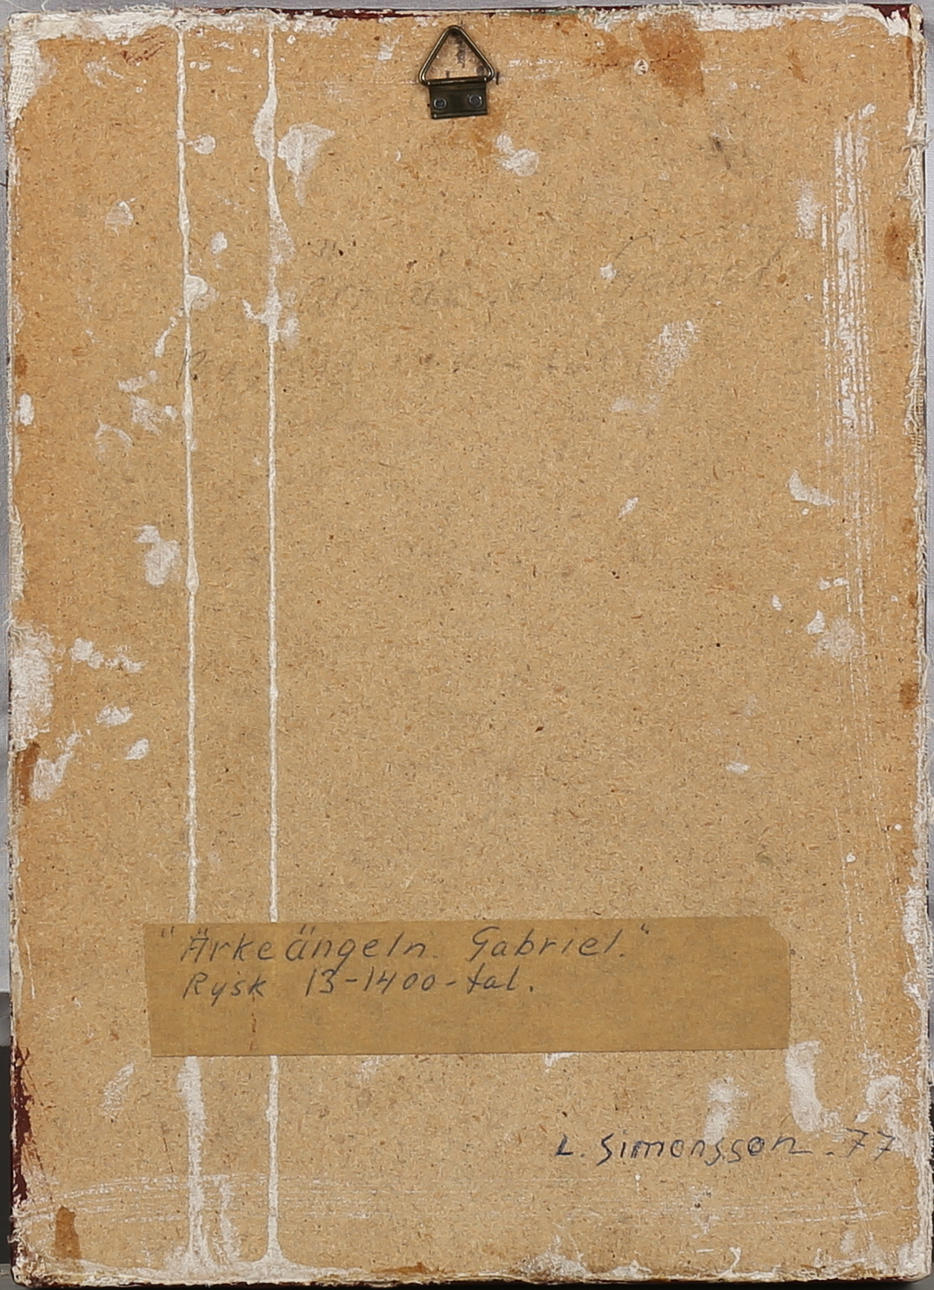 "Ärkeängeln Gabriel."
Rysk 13-1400-tal.
L. Simonsson. 77